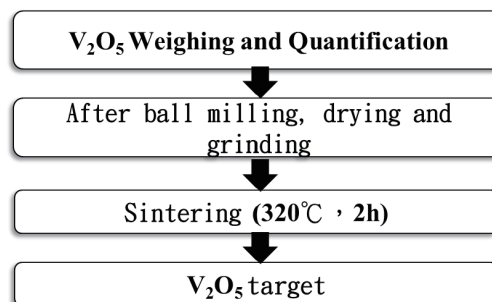 V₂O₅ Weighing and Quantification
After ball milling, drying and
grinding
Sintering (320℃，2h)
V₂O₅ target